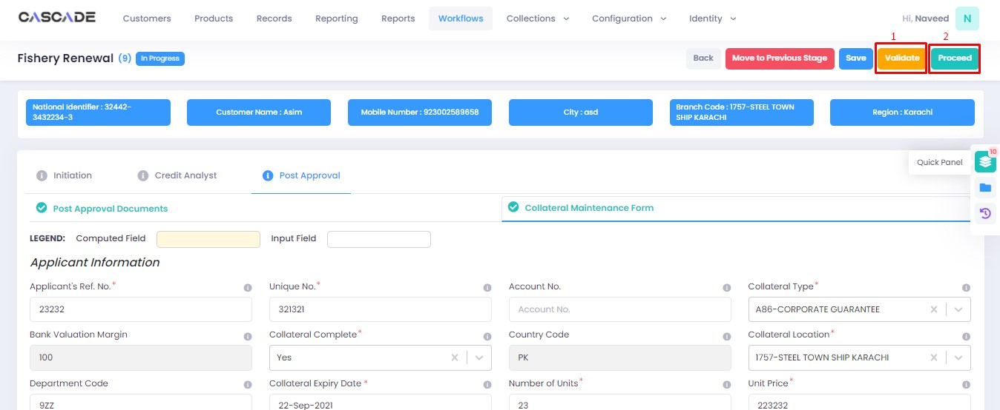 CASCADE Customers Products Records Reporting Reports Workflows Collections Configuration Identity Hi, Naveed N
1 2
Fishery Renewal (9) In Progress Back Move to Previous Stage Save Validate Proceed
National Identifier : 32442-
3432234-3
Customer Name : Asim
Mobile Number : 923002589658
City : asd
Branch Code : 1757-STEEL TOWN
SHIP KARACHI
Region : Karachi
10
Quick Panel
Initiation Credit Analyst Post Approval
Post Approval Documents Collateral Maintenance Form
LEGEND: Computed Field Input Field
Applicant Information
Applicant's Ref. No.* Unique No.* Account No. Collateral Type*
23232 321321 Account No. A86-CORPORATE GUARANTEE
Bank Valuation Margin Collateral Complete* Country Code Collateral Location*
100 Yes PK 1757-STEEL TOWN SHIP KARACHI
Department Code Collateral Expiry Date * Number of Units* Unit Price*
9ZZ 22-Sep-2021 23 223232